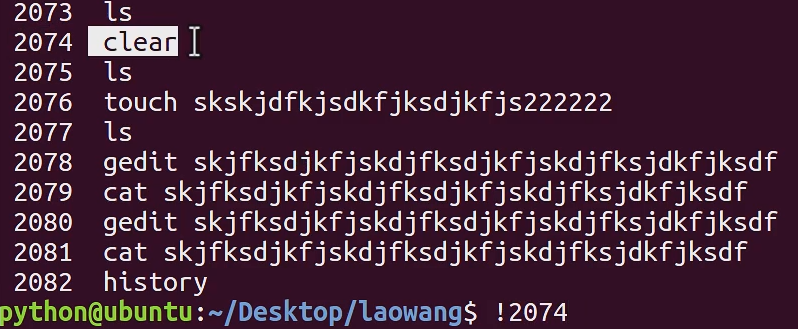 2073 ls
2074 clear
2075 ls
2076 touch skskjdfkjsdkfjksdjkfjs222222
2077 ls
2078 gedit skjfksdjkfjskdjfksdjkfjskdjfksjdkfjksdf
2079 cat skjfksdjkfjskdjfksdjkfjskdjfksjdkfjksdf
2080 gedit skjfksdjkfjskdjfksdjkfjskdjfksjdkfjksdf
2081 cat skjfksdjkfjskdjfksdjkfjskdjfksjdkfjksdf
2082 history
python@ubuntu:~/Desktop/laowang$ !2074